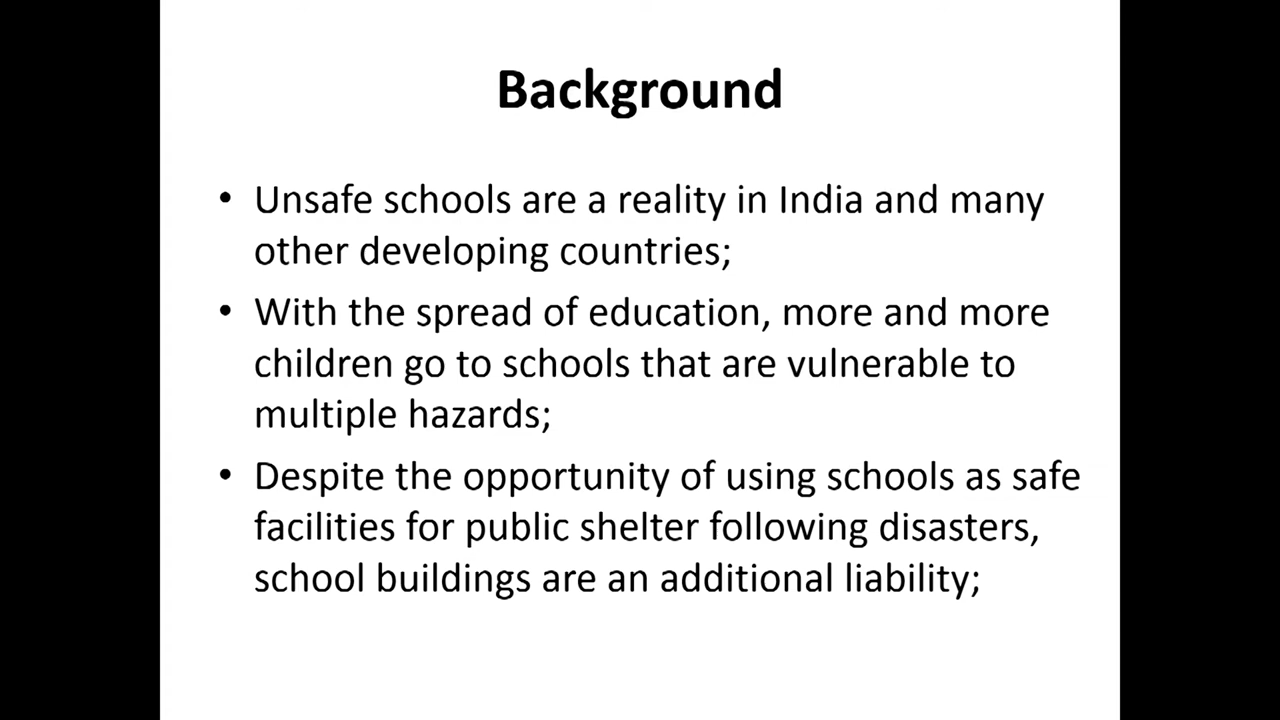 Background
• Unsafe schools are a reality in India and many
other developing countries;
• With the spread of education, more and more
children go to schools that are vulnerable to
multiple hazards;
• Despite the opportunity of using schools as safe
facilities for public shelter following disasters,
school buildings are an additional liability;